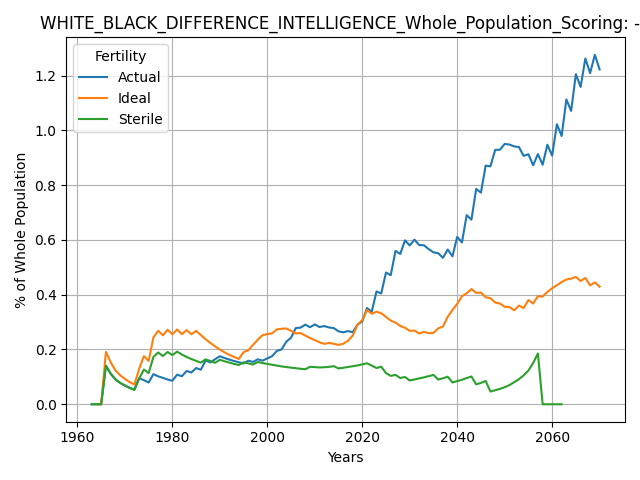 WHITE_BLACK_DIFFERENCE_INTELLIGENCE_Whole_Population_Scoring: -
Fertility
Actual
Ideal
Sterile
% of Whole Population
1.2
1.0
0.8
0.6
0.4
0.2
0.0
1960 1980 2000 2020 2040 2060
Years